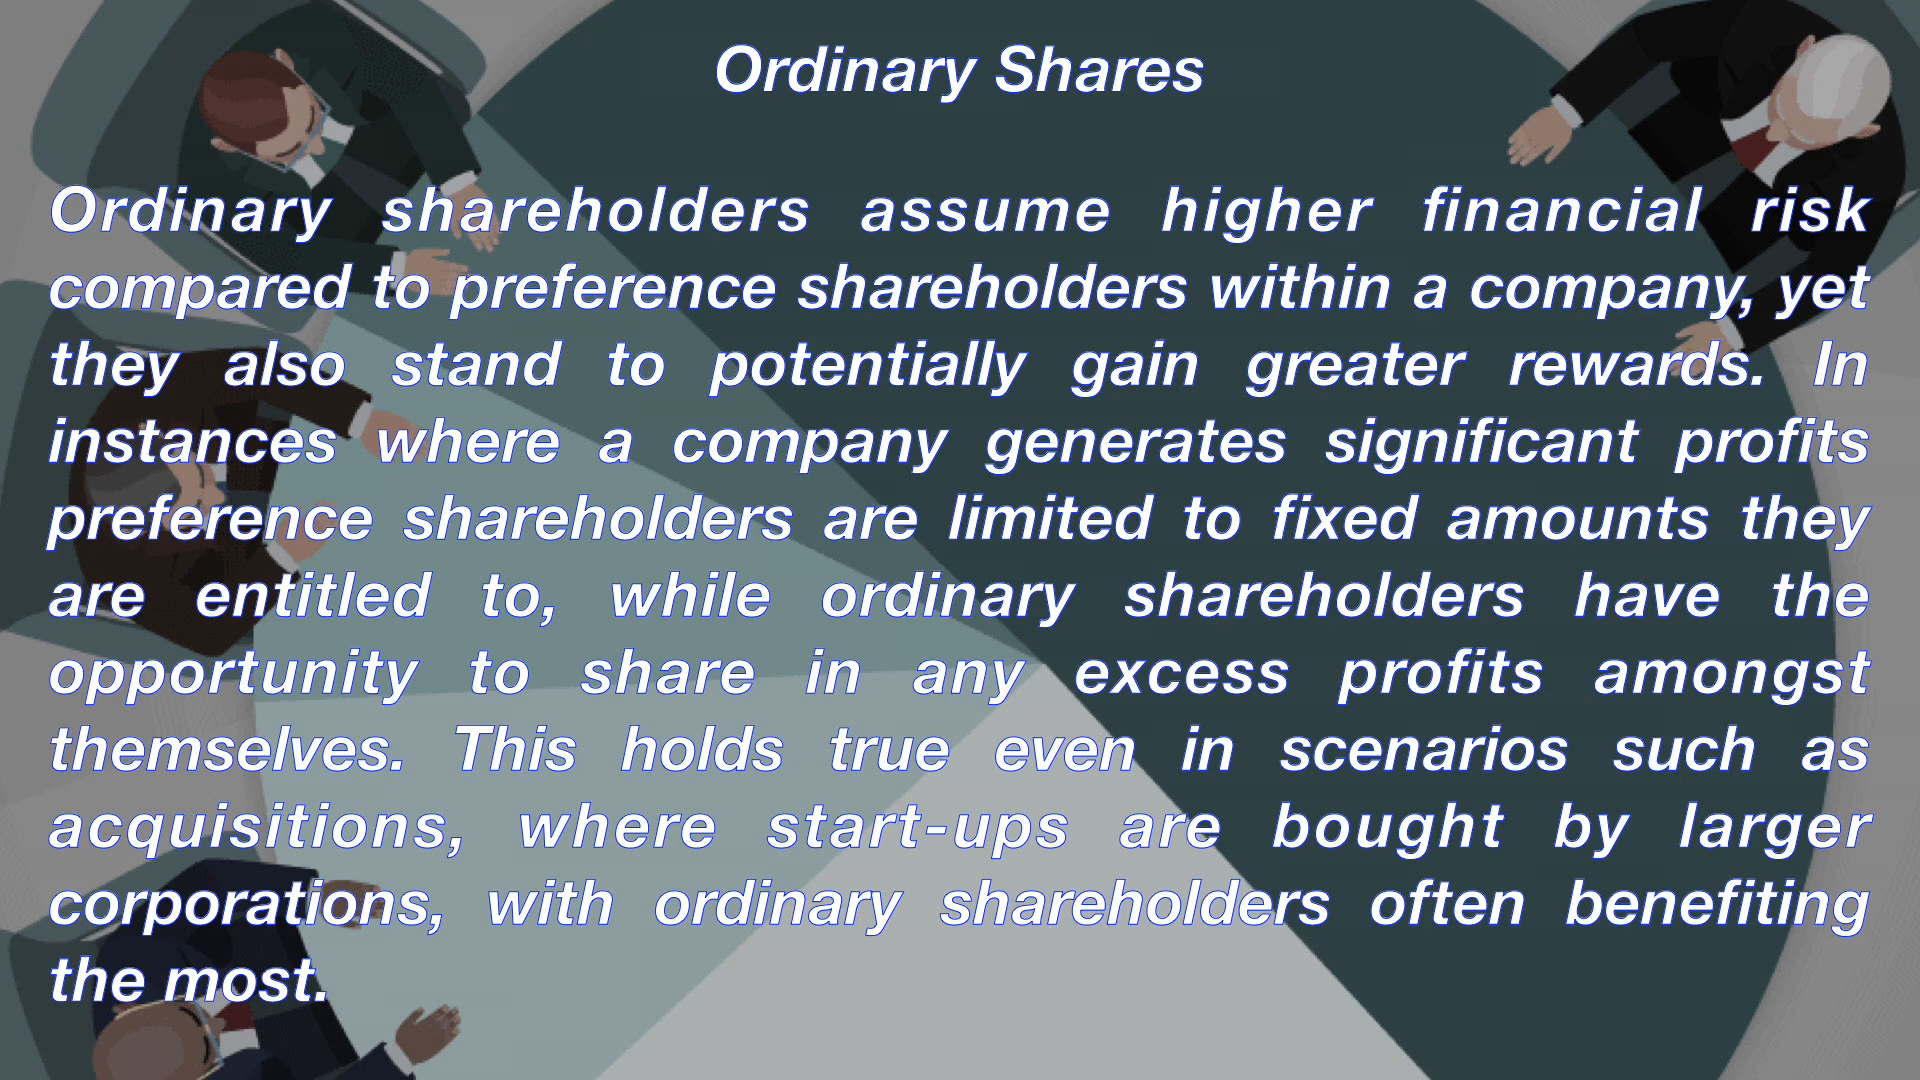 Ordinary Shares
Ordinary shareholders assume higher financial risk
compared to preference shareholders within a company, yet
they also stand to potentially gain greater rewards. In
instances where a company generates significant profits
preference shareholders are limited to fixed amounts they
are entitled to, while ordinary shareholders have the
opportunity to share in any excess profits amongst
themselves. This holds true even in scenarios such as
acquisitions, where start-ups are bought by larger
corporations, with ordinary shareholders often benefiting
the most.